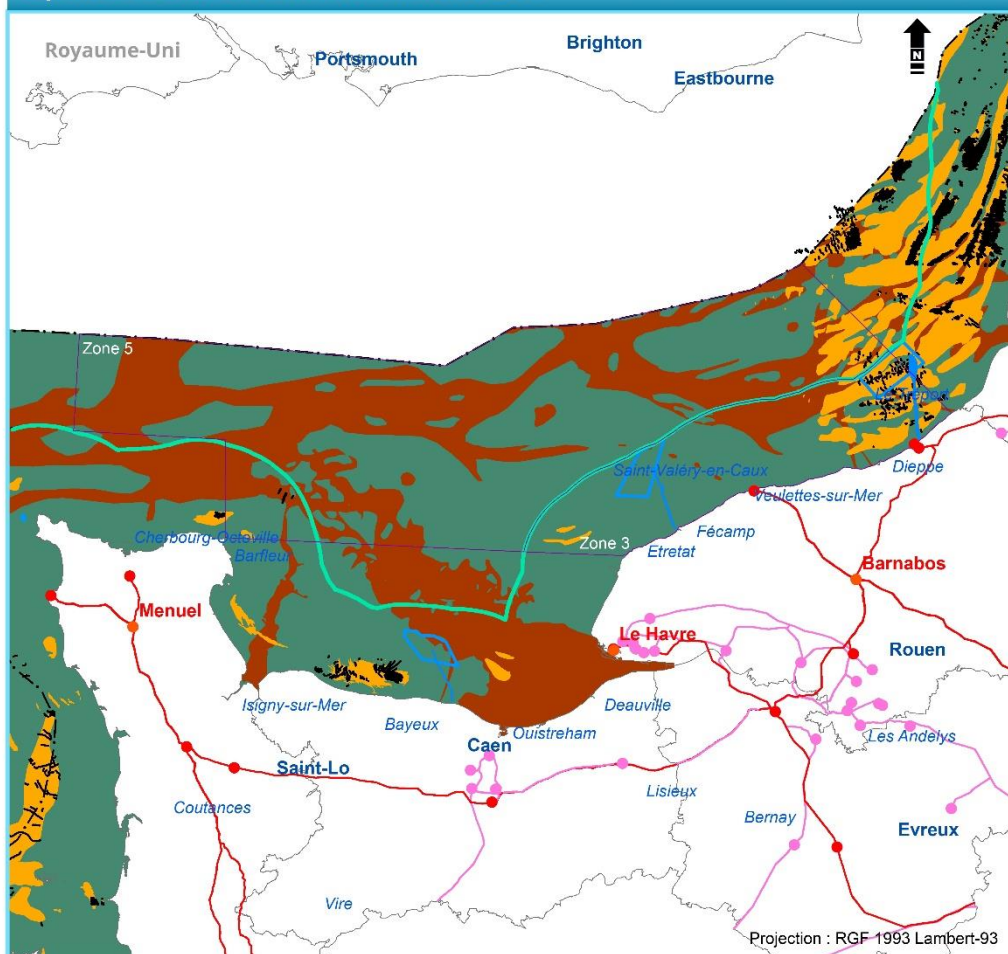 Royaume-Uni
Portsmouth
Brighton
Eastbourne
N
Zone 5
Le Tréport
Dieppe
Saint-Valéry-en-Caux
Veulettes-sur-Mer
Fécamp
Etretat
Zone 3
Cherbourg-Octeville
Barfleur
Barnabos
Menuel
Le Havre
Rouen
Isigny-sur-Mer
Deauville
Bayeux
Ouistreham
Les Andelys
Caen
Saint-Lo
Lisieux
Coutances
Bernay
Evreux
Vire
Projection : RGF 1993 Lambert-93